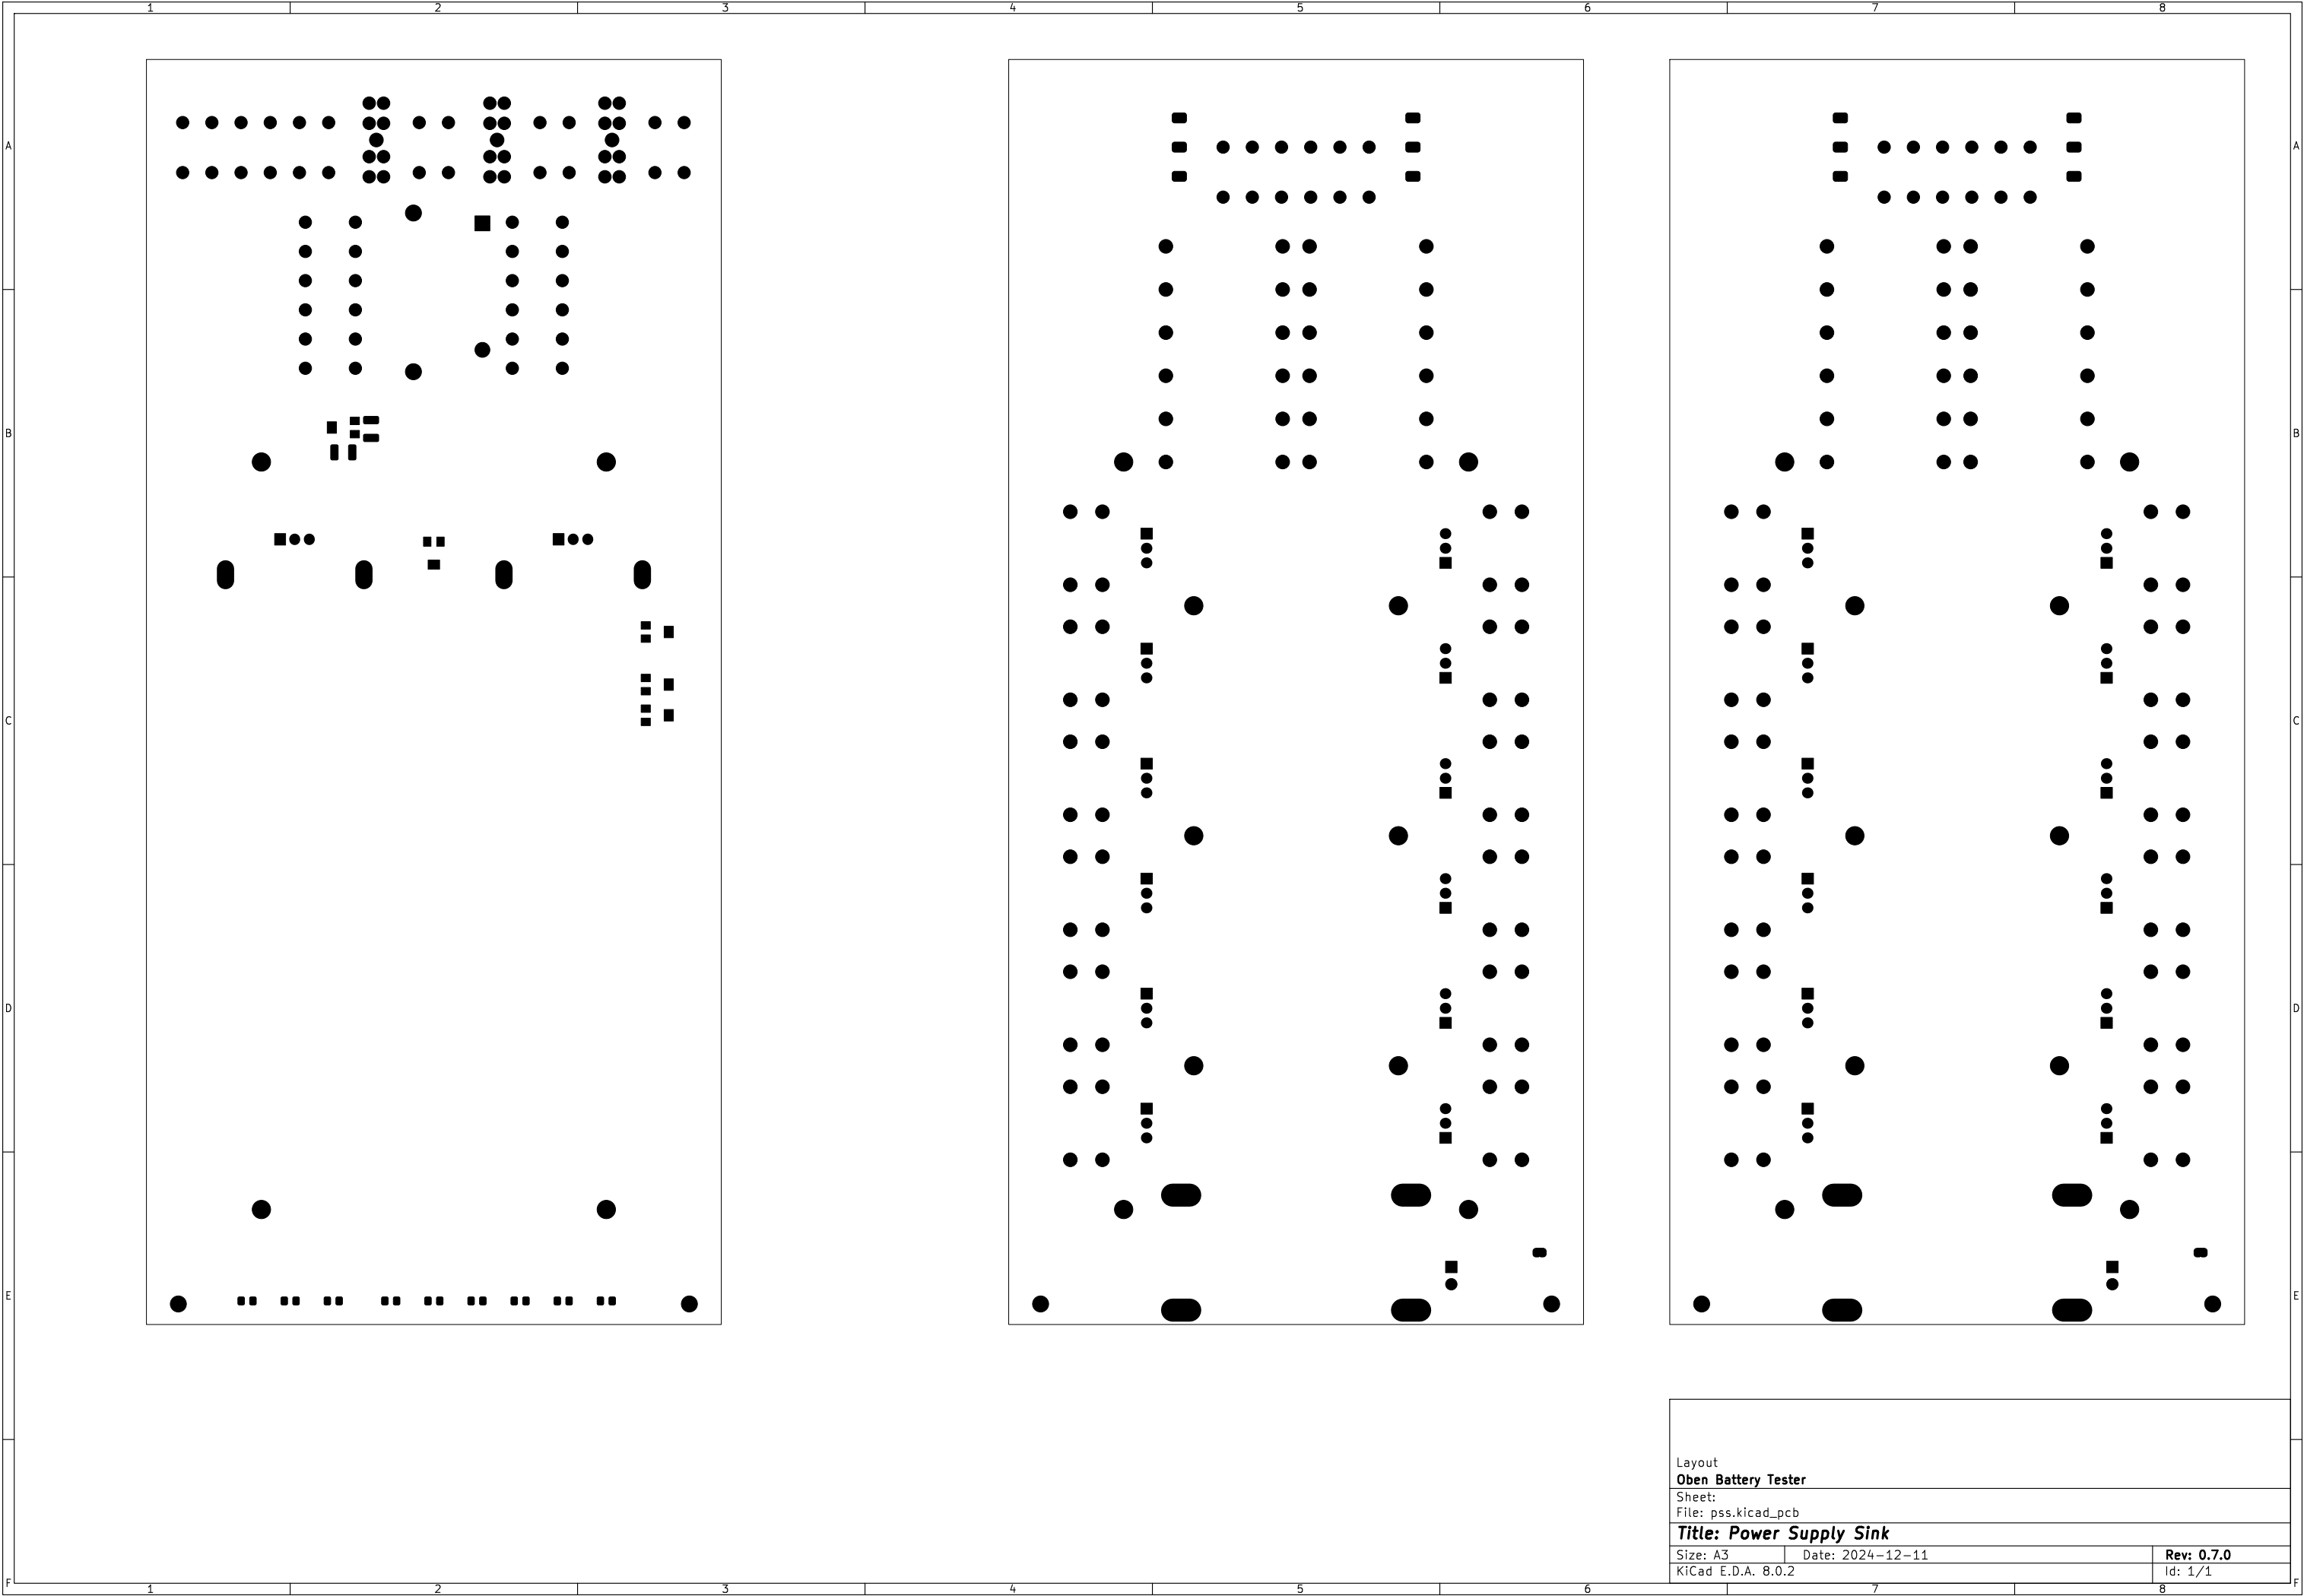 1 2 3 4 5 6 7 8
A A
B B
C C
D D
E E
Layout
Oben Battery Tester
Sheet:
File: pss.kicad_pcb
Title: Power Supply Sink
Size: A3 Date: 2024-12-11 Rev: 0.7.0
KiCad E.D.A. 8.0.2 Id: 1/1
F F
1 2 3 4 5 6 7 8